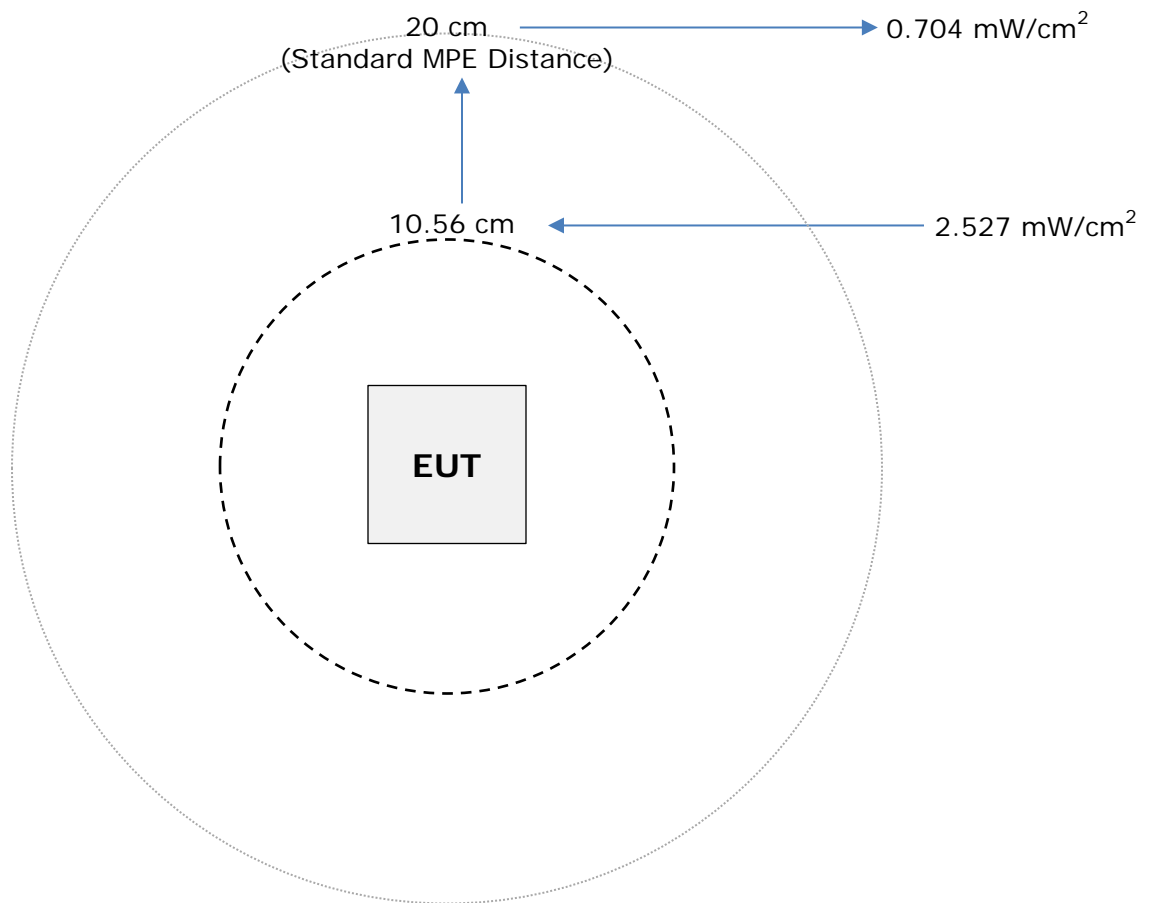 20 cm
(Standard MPE Distance)
0.704 mW/cm²
10.56 cm
2.527 mW/cm²
EUT